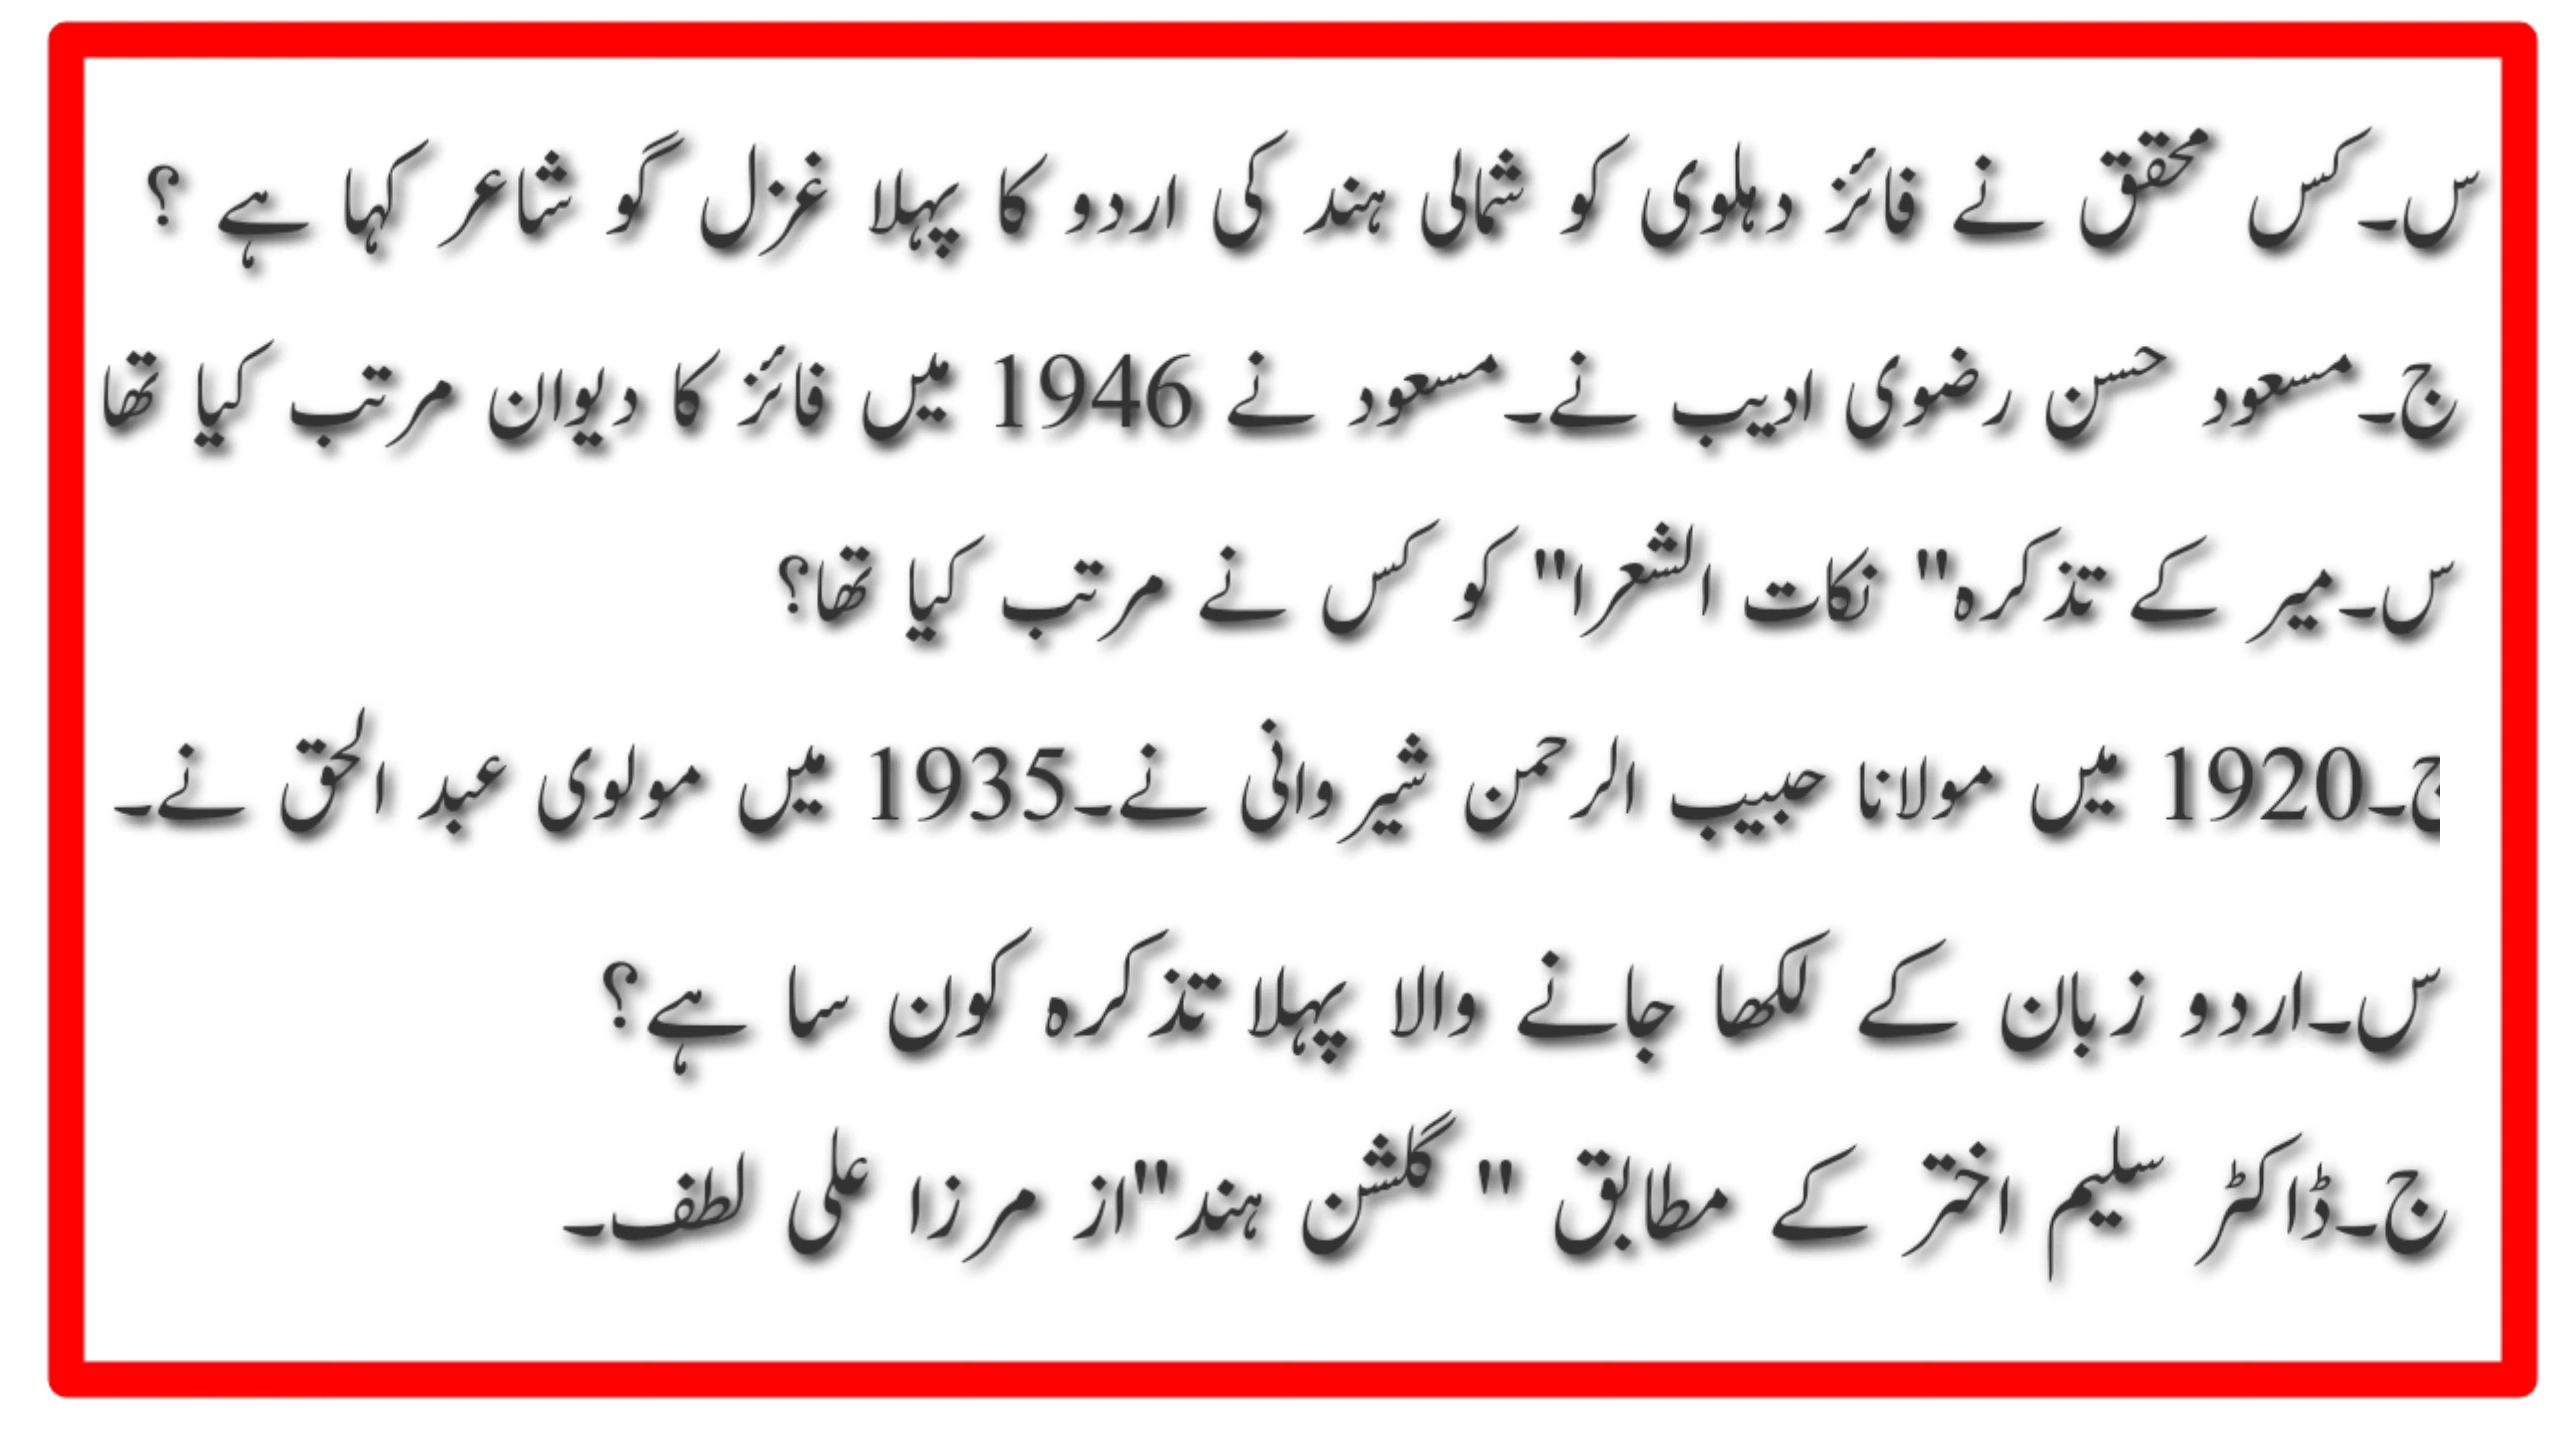 س۔کس محقق نے فائز دہلوی کو شمالی ہند کی اردو کا پہلا غزل گو شاعر کہا ہے ؟
ج۔مسعود حسن رضوی ادیب نے۔مسعود نے 1946 میں فائز کا دیوان مرتب کیا تھا
س۔میر کے تذکرہ" نکات الشعرا" کو کس نے مرتب کیا تھا؟
ج۔1920 میں مولانا حبیب الرحمن شیروانی نے۔1935 میں مولوی عبد الحق نے۔
س۔اردو زبان کے لکھا جانے والا پہلا تذکرہ کون سا ہے؟
ج۔ڈاکٹر سلیم اختر کے مطابق " گلشن ہند"از مرزا علی لطف۔